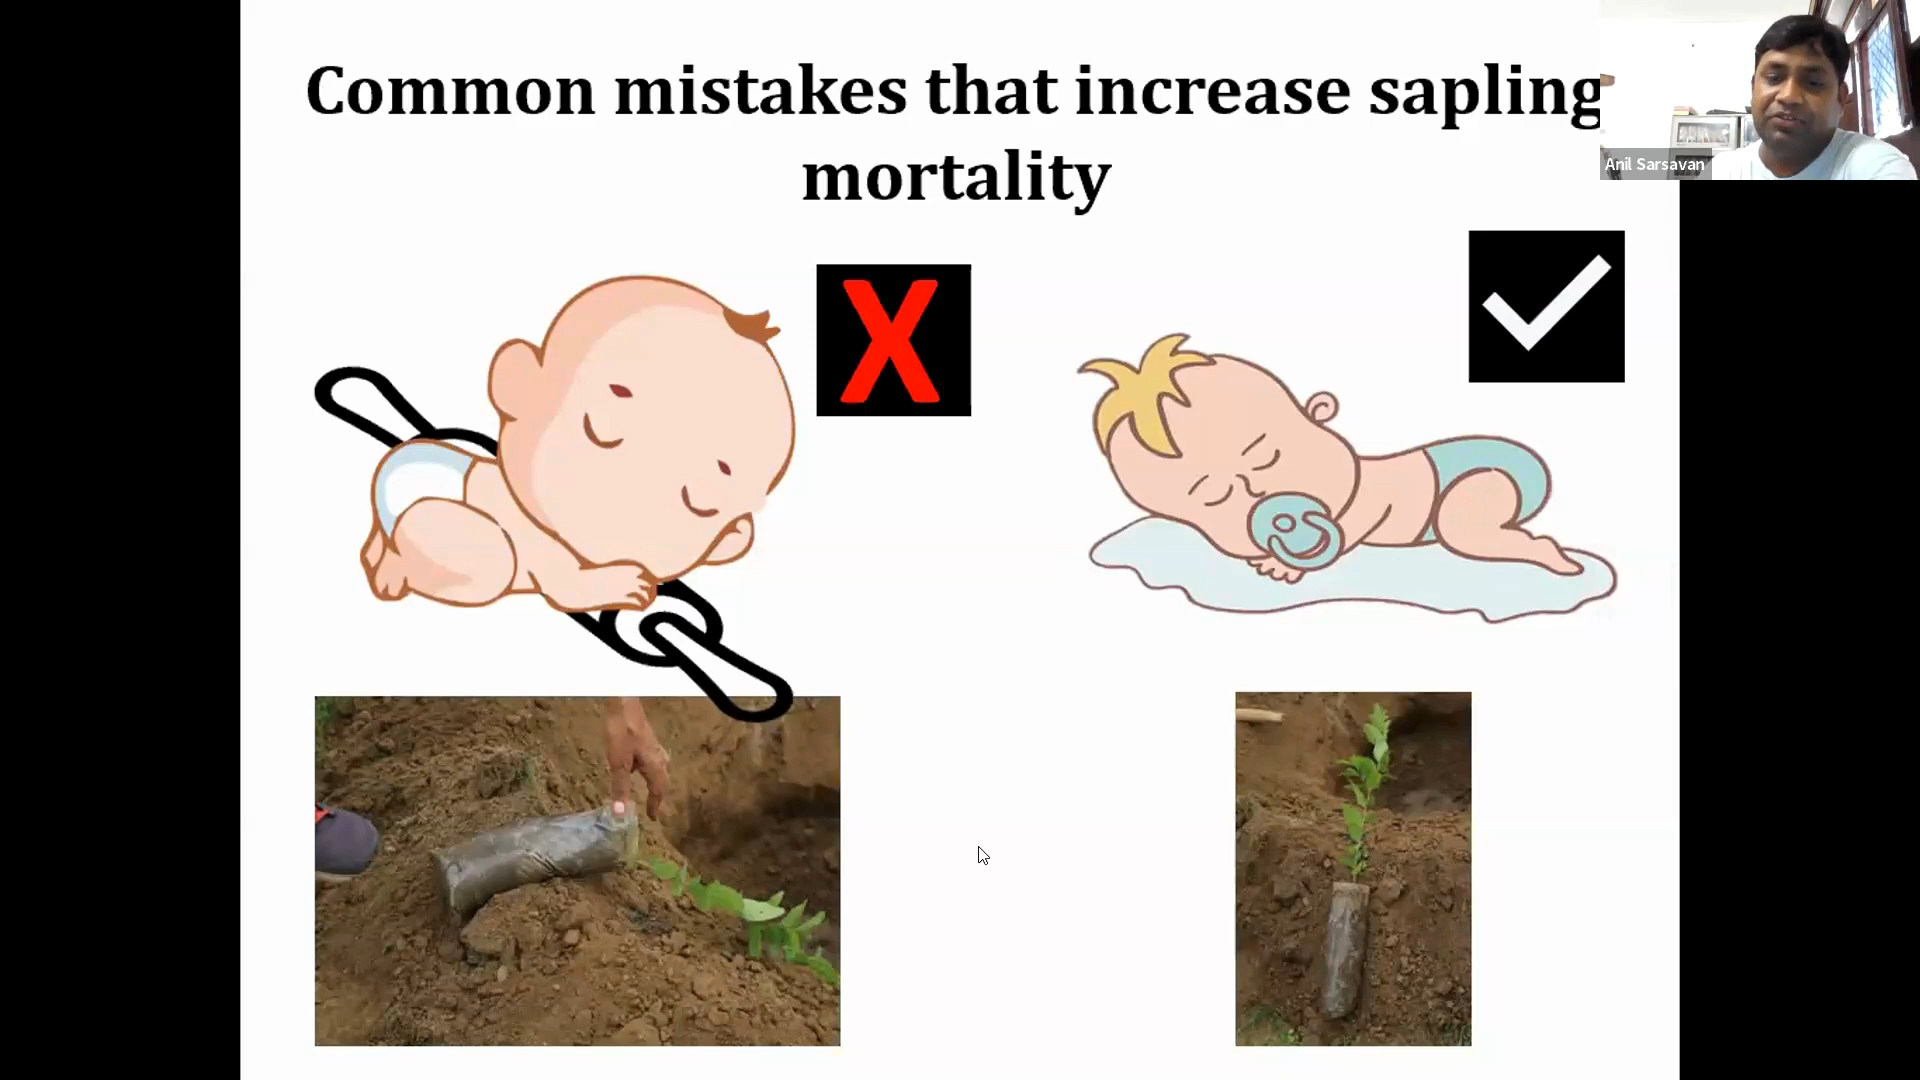 Common mistakes that increase sapling
mortality
X
Anil Sarsavan